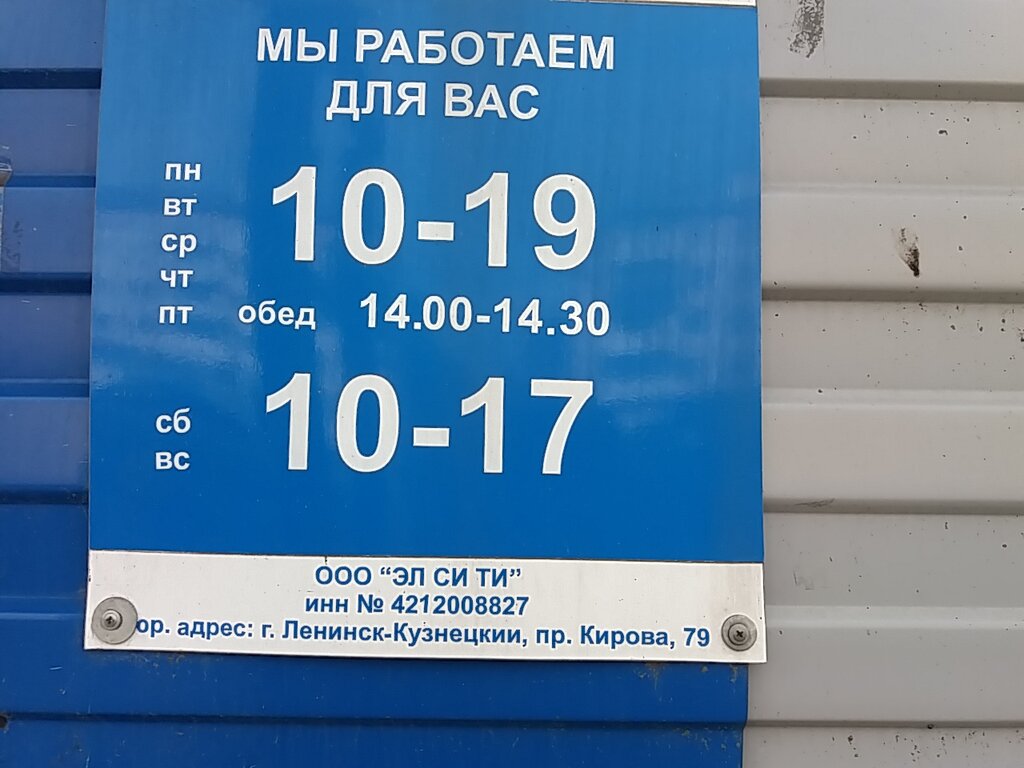 МЫ РАБОТАЕМ
ДЛЯ ВАС
пн
вт
ср
чт
пт
10-19
обед 14.00-14.30
сб
вс
10-17
ООО “ЭЛ СИ ТИ”
инн № 4212008827
юр. адрес: г. Ленинск-Кузнецкии, пр. Кирова, 79